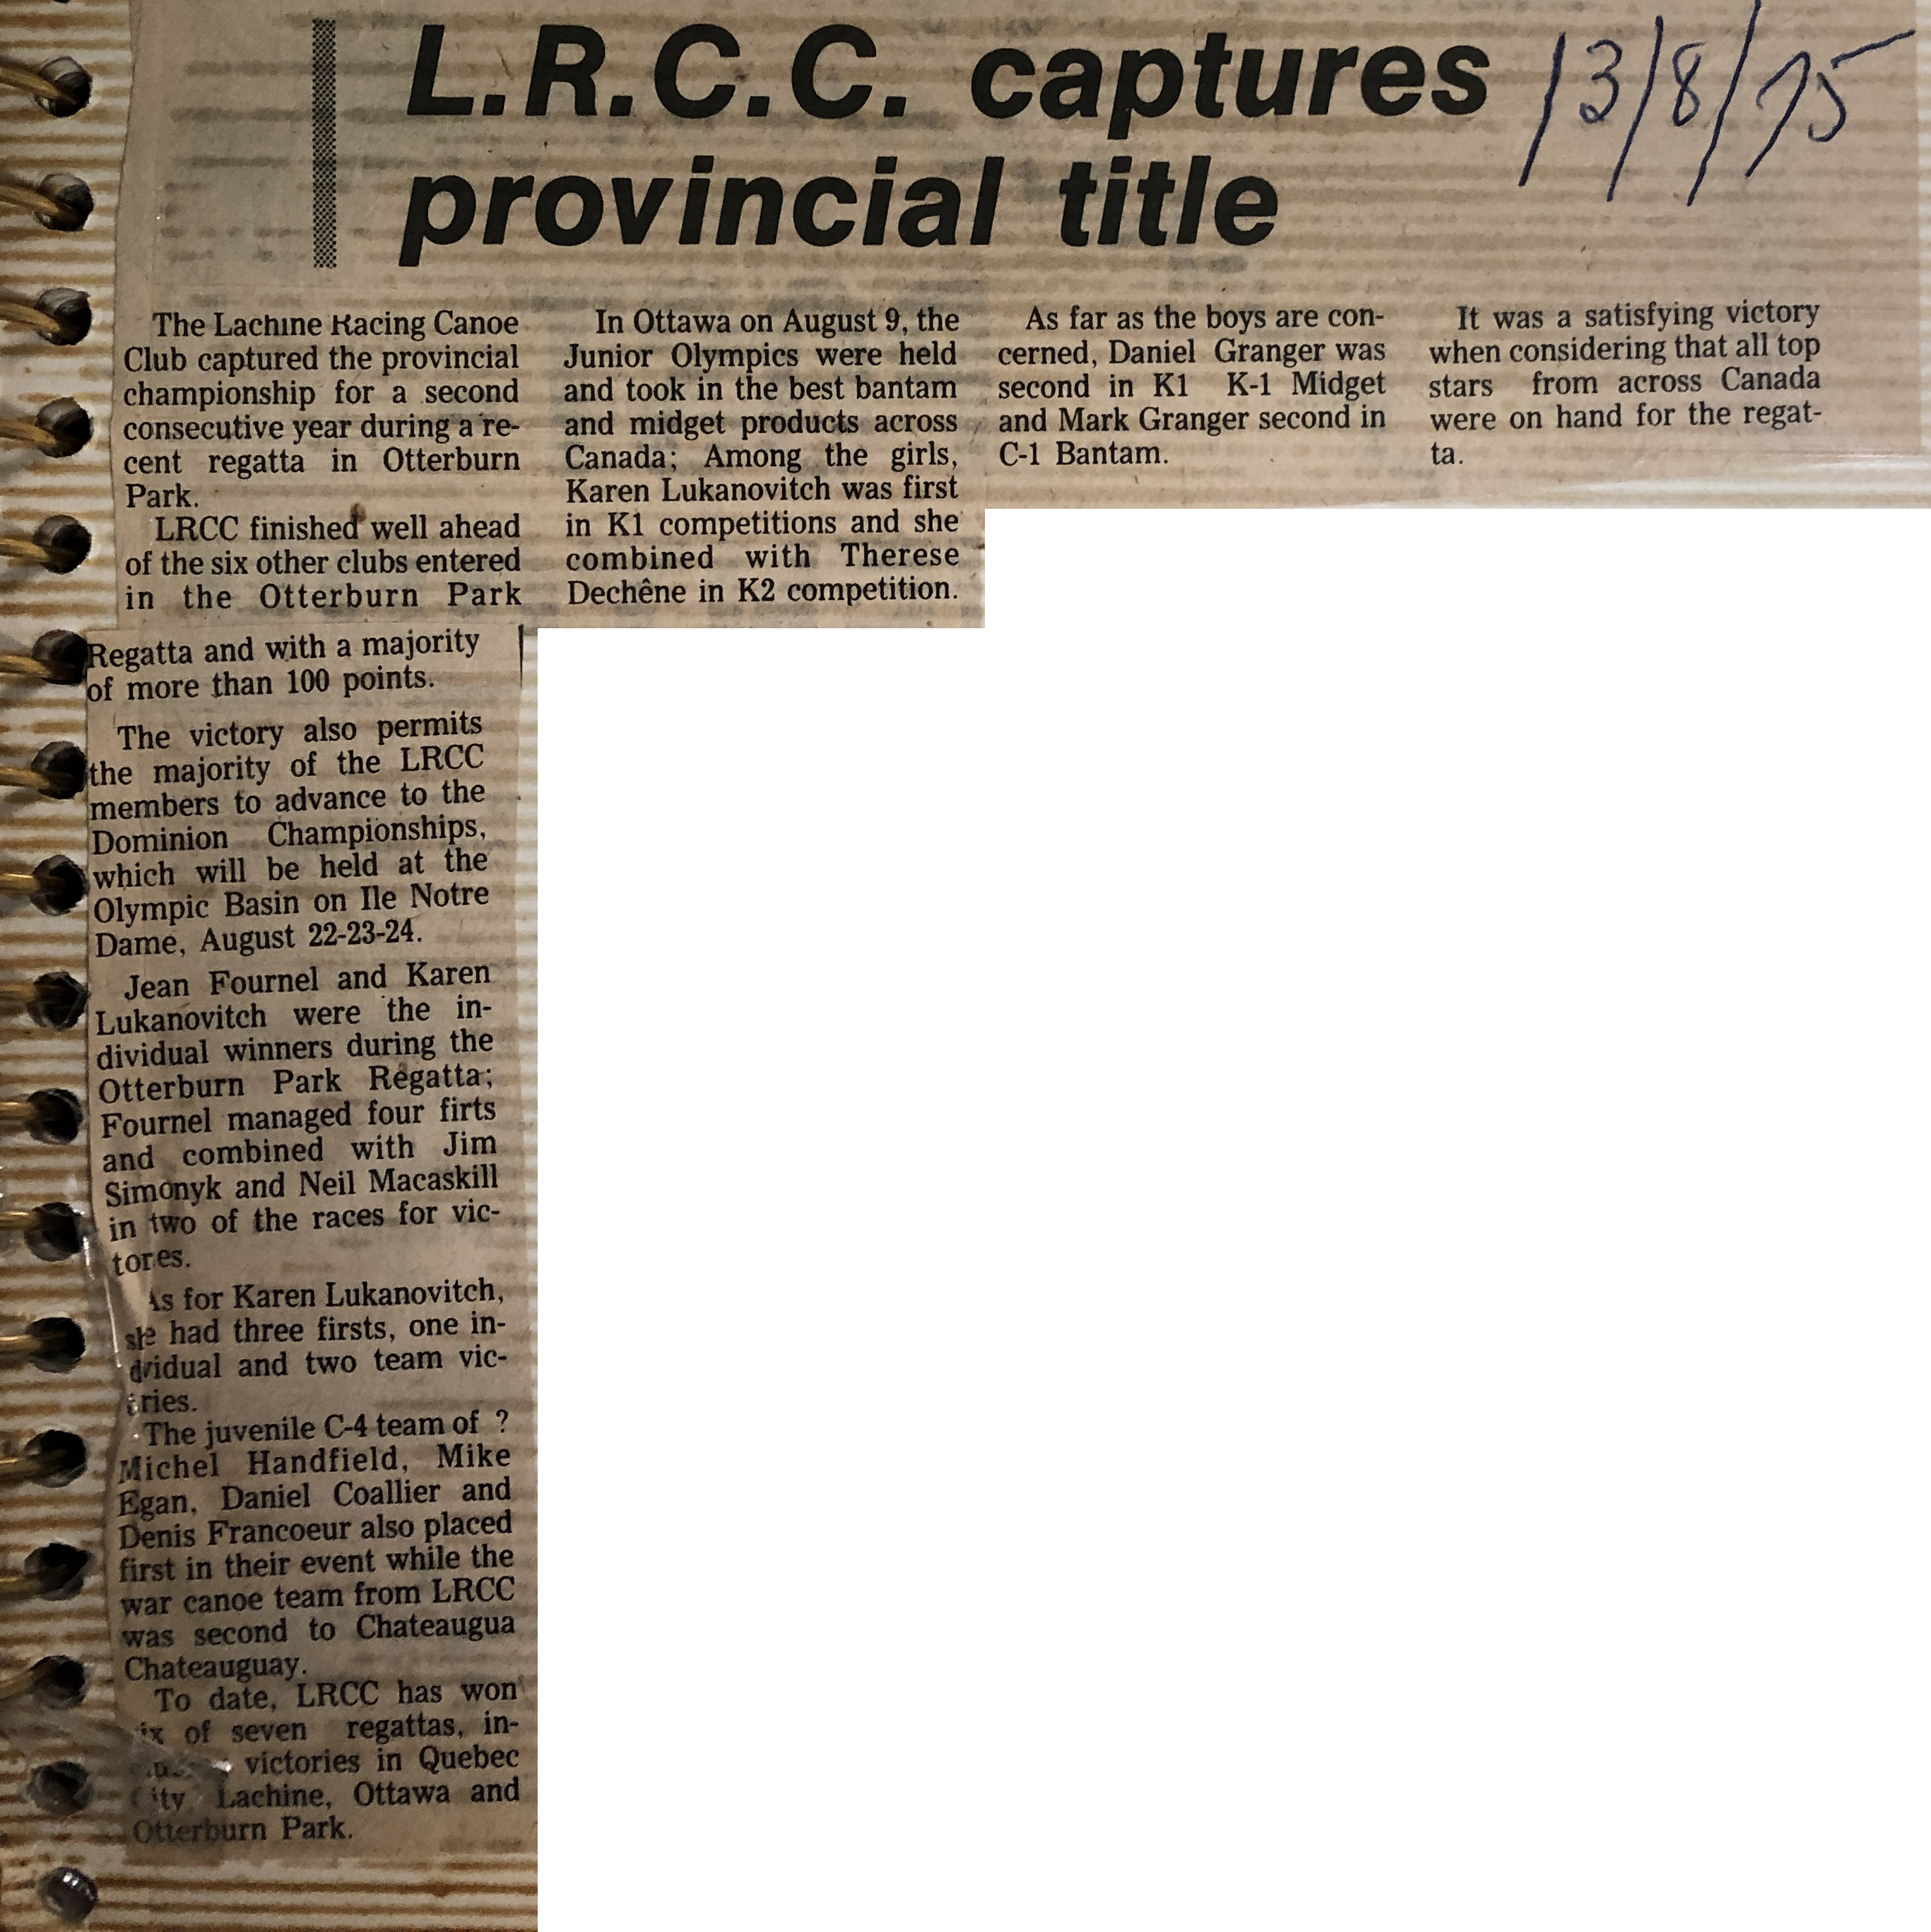 L.R.C.C. captures
provincial title
13/8/75
The Lachine Racing Canoe
Club captured the provincial
championship for a second
consecutive year during a re-
cent regatta in Otterburn
Park.
LRCC finished well ahead
of the six other clubs entered
in the Otterburn Park
Regatta and with a majority
of more than 100 points.
The victory also permits
the majority of the LRCC
members to advance to the
Dominion Championships,
which will be held at the
Olympic Basin on Ile Notre
Dame, August 22-23-24.
Jean Fournel and Karen
Lukanovitch were the in-
dividual winners during the
Otterburn Park Regatta;
Fournel managed four firts
and combined with Jim
Simonyk and Neil Macaskill
in two of the races for vic-
tores.
As for Karen Lukanovitch,
she had three firsts, one in-
dividual and two team vic-
ries.
The juvenile C-4 team of ?
Michel Handfield, Mike
Egan, Daniel Coallier and
Denis Francoeur also placed
first in their event while the
war canoe team from LRCC
was second to Chateaugua
Chateauguay.
To date, LRCC has won
six of seven regattas, in-
victories in Quebec
City Lachine, Ottawa and
Otterburn Park.
In Ottawa on August 9, the
Junior Olympics were held
and took in the best bantam
and midget products across
Canada; Among the girls,
Karen Lukanovitch was first
in K1 competitions and she
combined with Therese
Dechêne in K2 competition.
As far as the boys are con-
cerned, Daniel Granger was
second in K1 K-1 Midget
and Mark Granger second in
C-1 Bantam.
It was a satisfying victory
when considering that all top
stars from across Canada
were on hand for the regat-
ta.